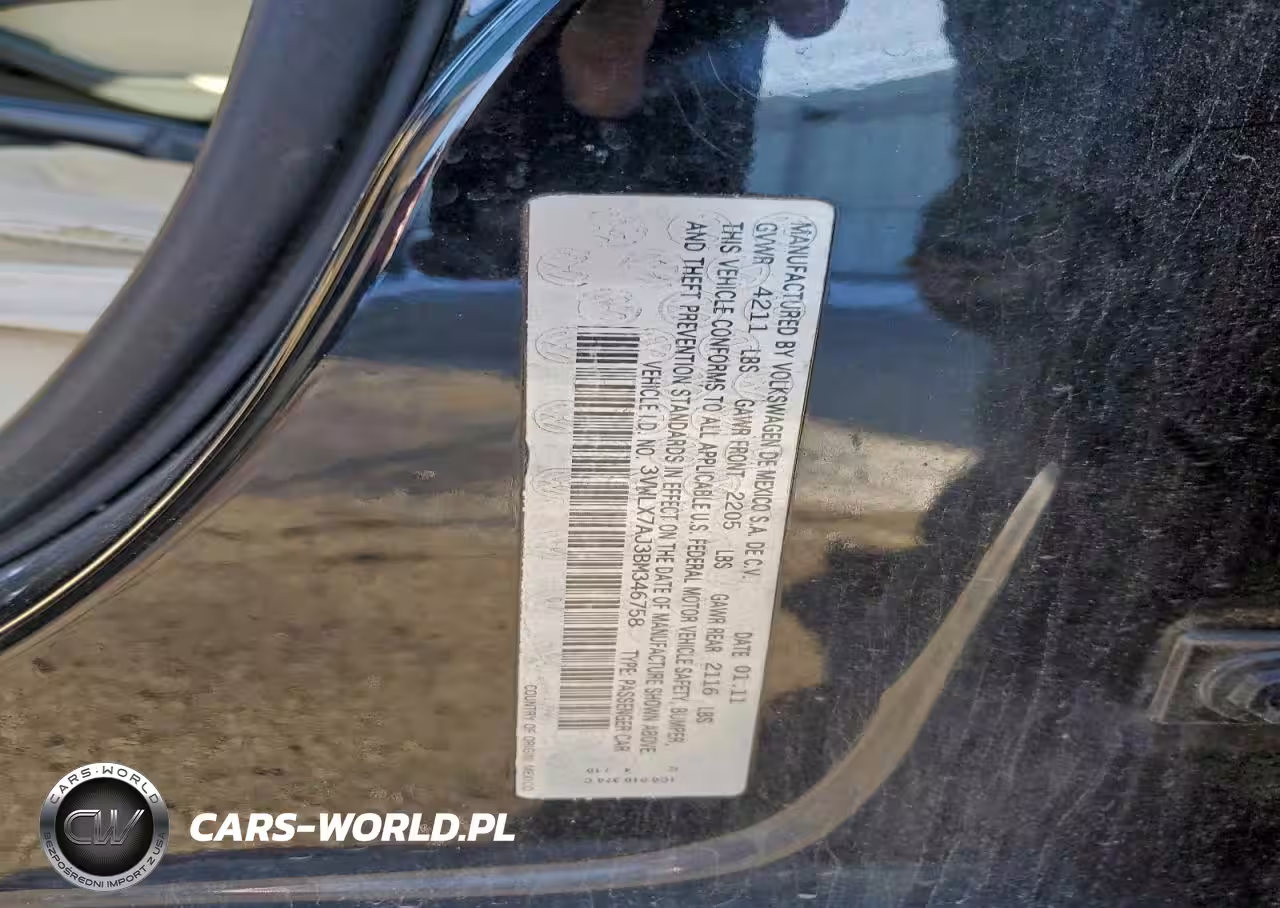 MANUFACTURED BY VOLKSWAGEN DE MEXICO S.A. DE C.V. DATE 01.11
GVWR 4211 LBS GAWR FRONT 2205 LBS GAWR REAR 2116 LBS
THIS VEHICLE CONFORMS TO ALL APPLICABLE U.S. FEDERAL MOTOR VEHICLE SAFETY, BUMPER,
AND THEFT PREVENTION STANDARDS IN EFFECT ON THE DATE OF MANUFACTURE SHOWN ABOVE.
VEHICLE I.D. NO. 3VWLX7AJ3BM346758 TYPE: PASSENGER CAR
COUNTRY OF ORIGIN: MEXICO
CARS-WORLD
CW
BEZPOŚREDNI IMPORT Z USA
CARS-WORLD.PL